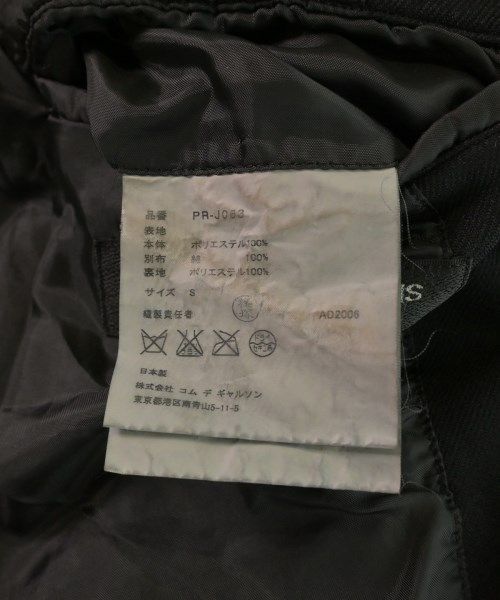 品番 PR-J063
表地
本体 ポリエステル100%
別布 綿 100%
裏地 ポリエステル100%
サイズ S
縫製責任者 AD2006
日本製
株式会社 コム デ ギャルソン
東京都港区南青山5-11-5